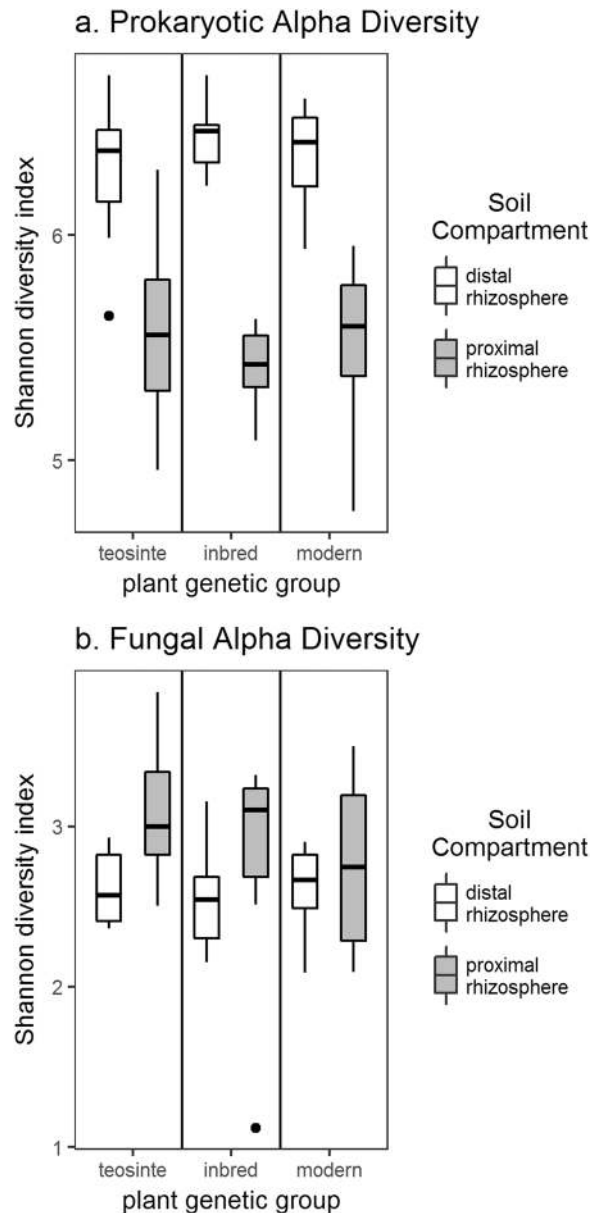 a. Prokaryotic Alpha Diversity
Shannon diversity index
6
5
teosinte inbred modern
plant genetic group
Soil
Compartment
distal
rhizosphere
proximal
rhizosphere
b. Fungal Alpha Diversity
Shannon diversity index
3
2
1
teosinte inbred modern
plant genetic group
Soil
Compartment
distal
rhizosphere
proximal
rhizosphere